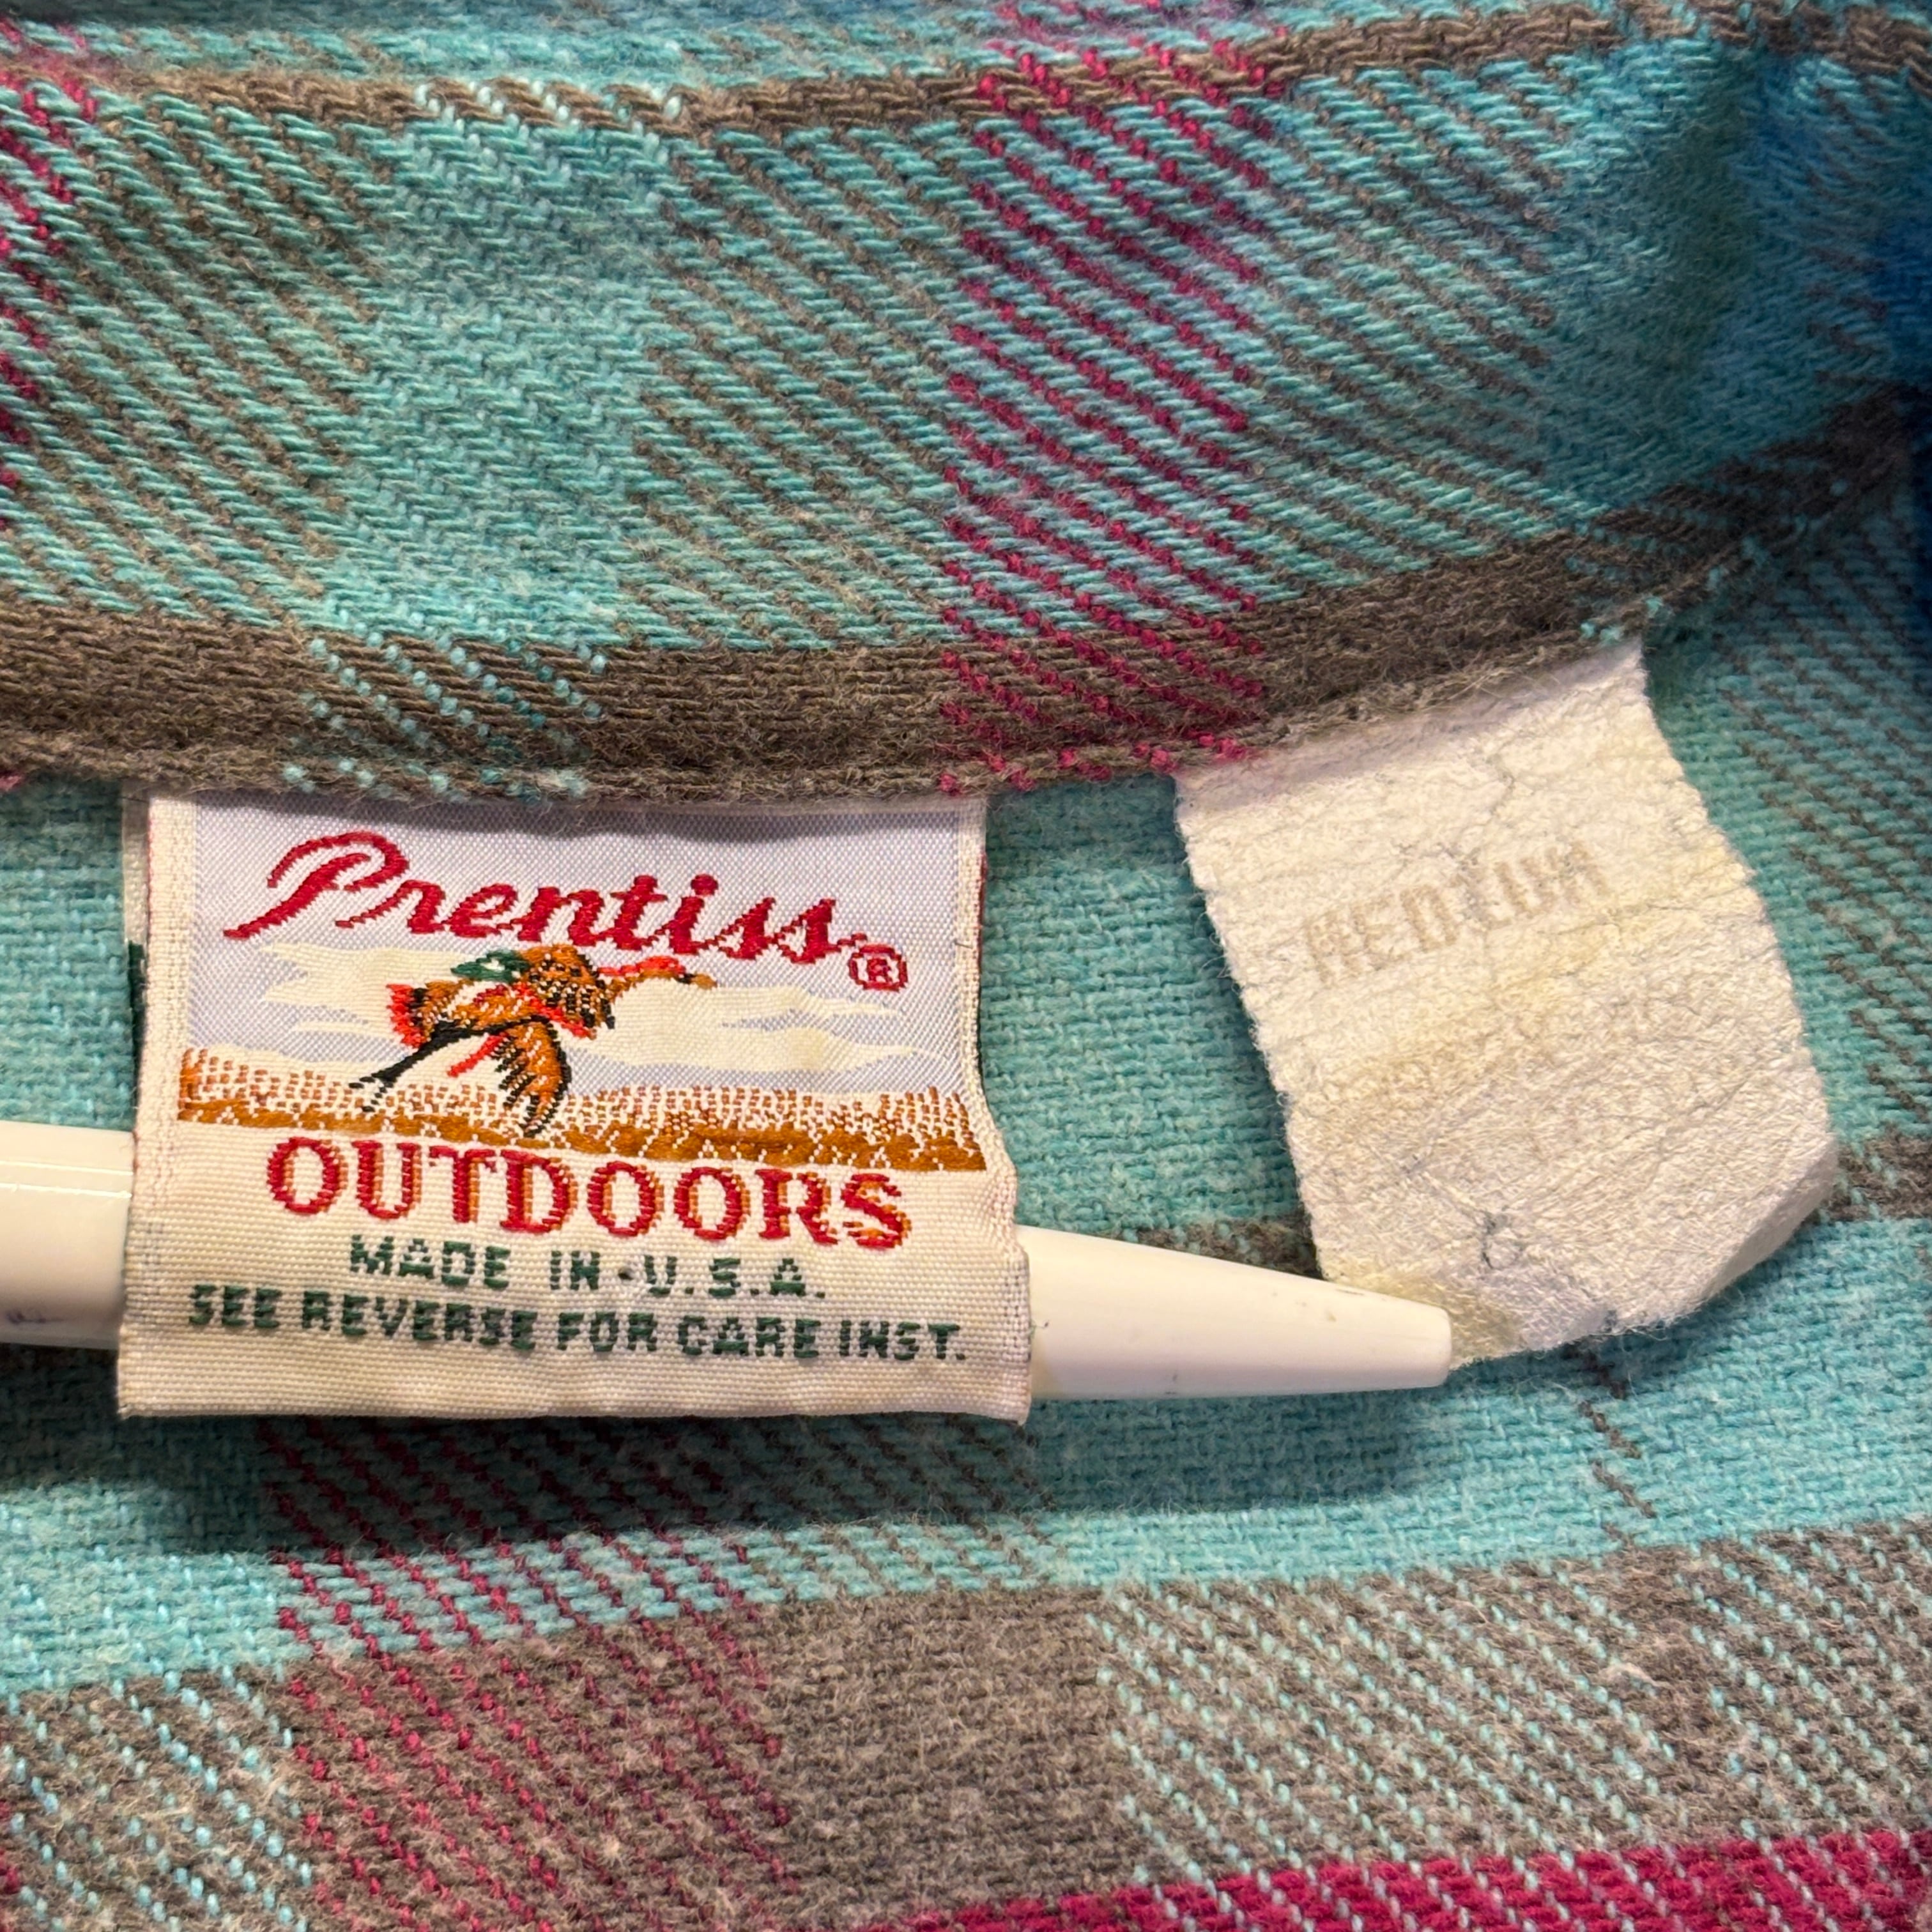 Prentiss®
OUTDOORS
MADE IN U.S.A.
SEE REVERSE FOR CARE INST.
MEDIUM